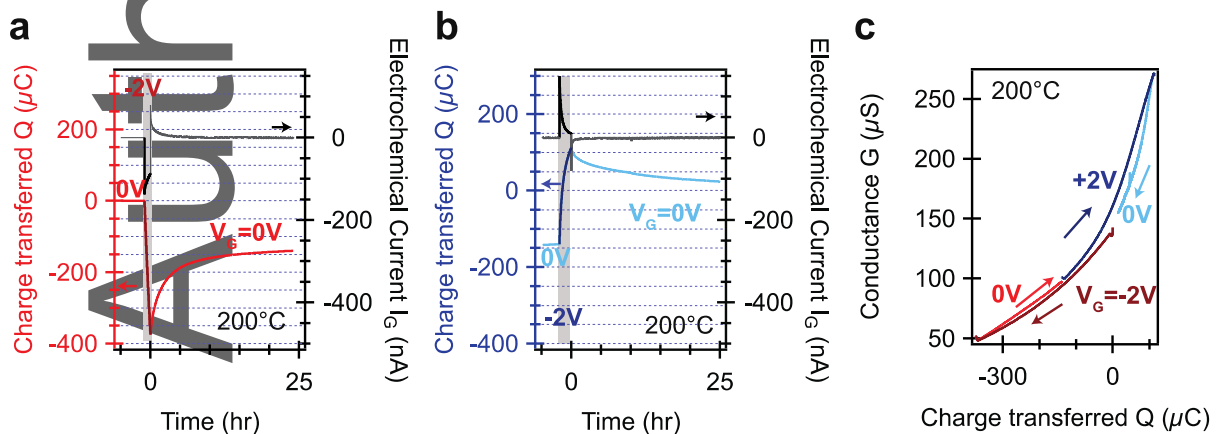 a
Auth
Charge transferred Q (µC)
200
0
-200
-400
-2V
0V
V_G=0V
200°C
0
25
Time (hr)
0
-200
-400
Electrochemical Current I_G (nA)
b
Charge transferred Q (µC)
200
0
-200
-400
0V
-2V
V_G=0V
200°C
0
25
Time (hr)
0
-200
-400
Electrochemical Current I_G (nA)
c
Conductance G (µS)
250
200
150
100
50
200°C
+2V
0V
0V
V_G=-2V
-300
0
Charge transferred Q (µC)